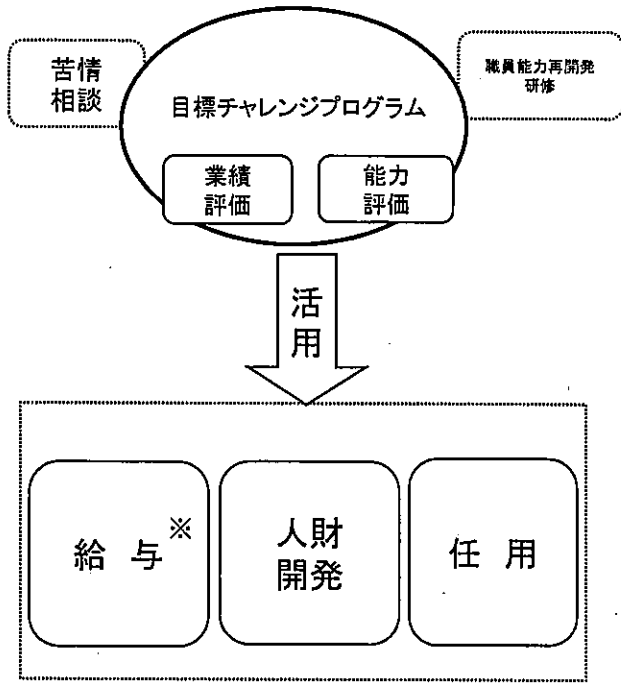 苦情
相談
目標チャレンジプログラム
職員能力再開発
研修
業績
評価
能力
評価
活
用
給 与※
人財
開発
任 用